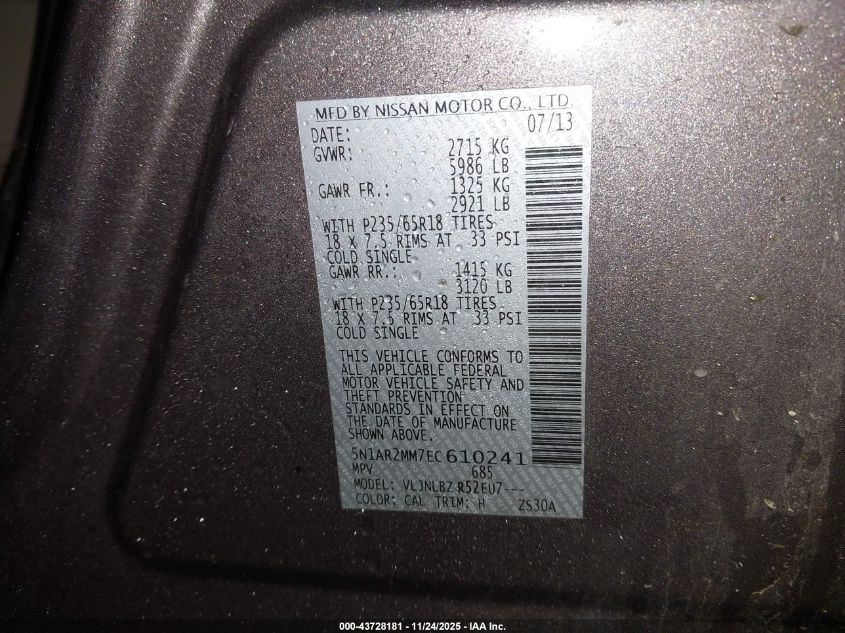 MFD BY NISSAN MOTOR CO., LTD.
DATE: 07/13
GVWR: 2715 KG
5986 LB
GAWR FR.: 1325 KG
2921 LB
WITH P235/65R18 TIRES
18 X 7.5 RIMS AT 33 PSI
COLD SINGLE
GAWR RR.: 1415 KG
3120 LB
WITH P235/65R18 TIRES
18 X 7.5 RIMS AT 33 PSI
COLD SINGLE
THIS VEHICLE CONFORMS TO
ALL APPLICABLE FEDERAL
MOTOR VEHICLE SAFETY AND
THEFT PREVENTION
STANDARDS IN EFFECT ON
THE DATE OF MANUFACTURE
SHOWN ABOVE.
5N1AR2MM7EC610241
MPV 685
MODEL: VLJNLBZ R52EU7---
COLOR: CAL TRIM: H ZS30A
000-43728181 - 11/24/2025 - IAA Inc.